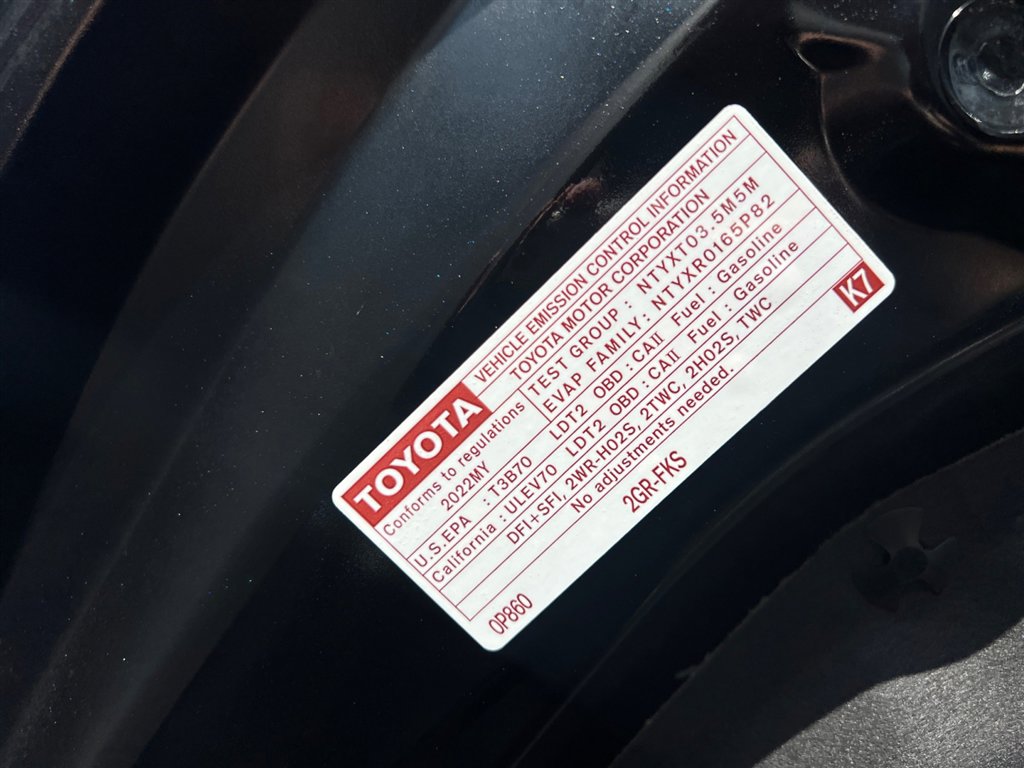 TOYOTA
VEHICLE EMISSION CONTROL INFORMATION
TOYOTA MOTOR CORPORATION
Conforms to regulations
2022MY
TEST GROUP : NTYXT03.5M5M
EVAP FAMILY: NTYXR0165P82
U.S.EPA : T3B70 LDT2 OBD : CAII Fuel : Gasoline
California : ULEV70 LDT2 OBD : CAII Fuel : Gasoline
DFI+SFI, 2WR-HO2S, 2TWC, 2HO2S, TWC
No adjustments needed.
K7
2GR-FKS
0P860